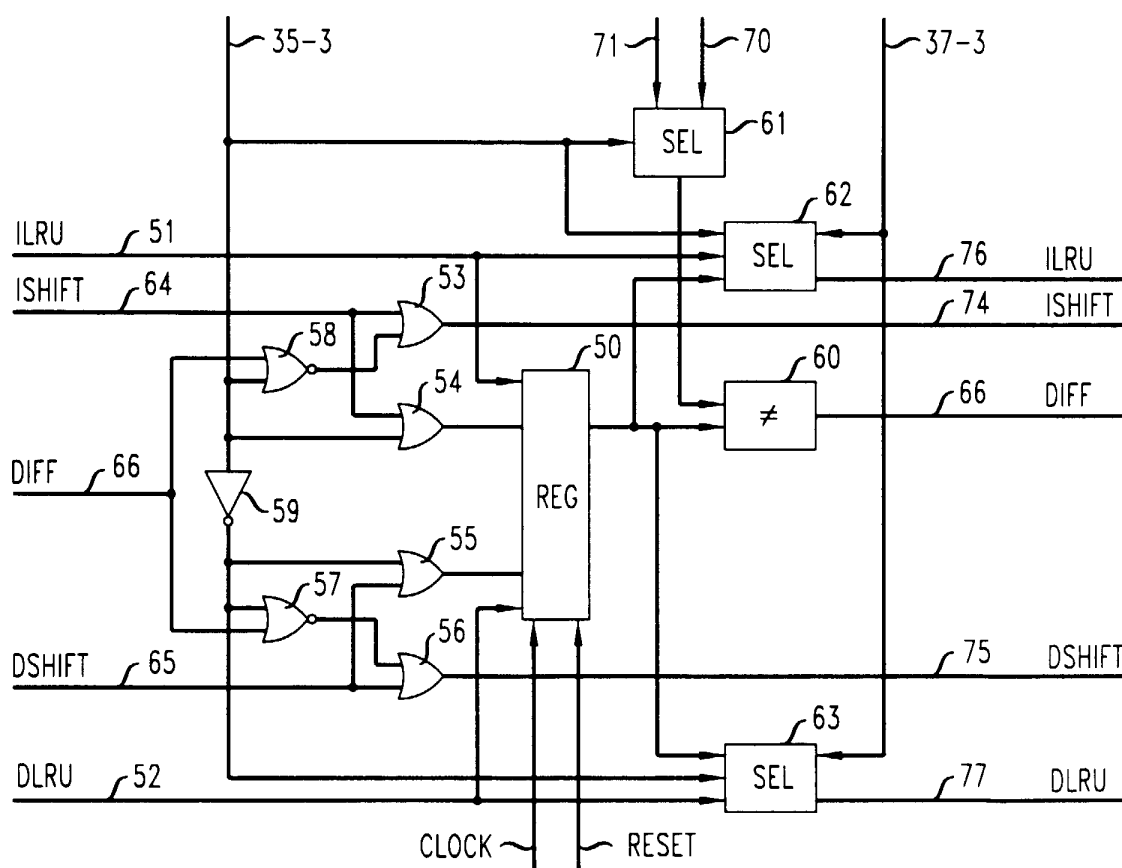 35-3
71
70
37-3
SEL
61
62
ILRU
51
SEL
76
ILRU
ISHIFT
64
53
74
ISHIFT
58
50
60
54
≠
66
DIFF
DIFF
66
59
REG
55
57
56
DSHIFT
65
75
DSHIFT
63
DLRU
52
SEL
77
DLRU
CLOCK
RESET